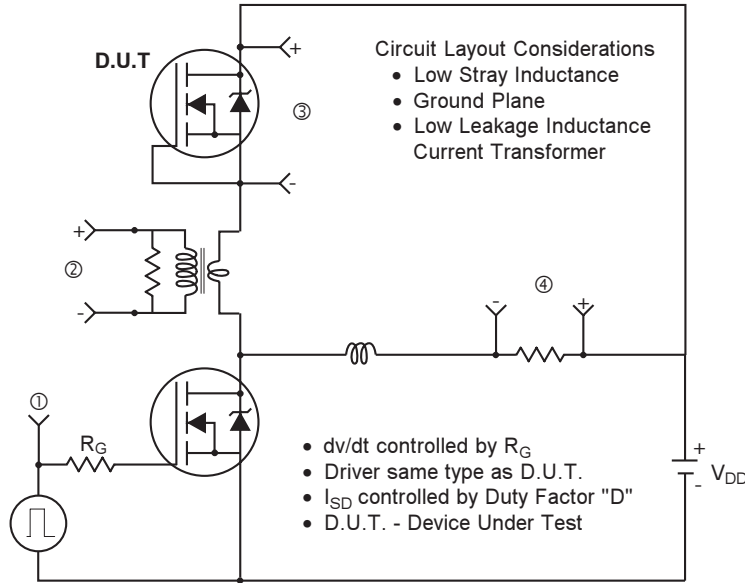 D.U.T
+
Circuit Layout Considerations
• Low Stray Inductance
• Ground Plane
• Low Leakage Inductance
Current Transformer
③
-
+
②
-
-
④
+
①
R_G
• dv/dt controlled by R_G
• Driver same type as D.U.T.
• I_SD controlled by Duty Factor "D"
• D.U.T. - Device Under Test
+
V_DD
-